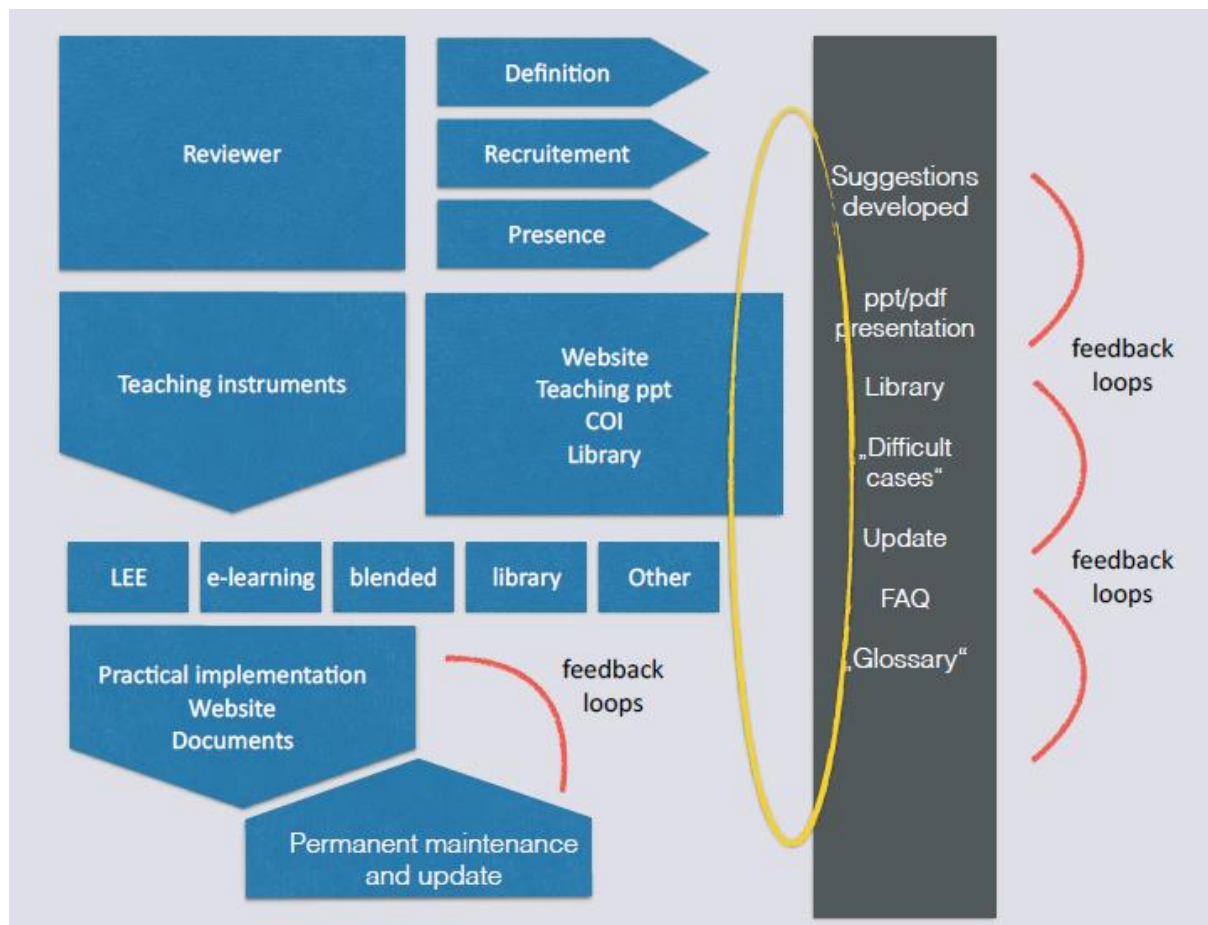 Reviewer
Definition
Recruitement
Presence
Teaching instruments
Website
Teaching ppt
COI
Library
LEE
e-learning
blended
library
Other
Practical implementation
Website
Documents
feedback
loops
Permanent maintenance
and update
Suggestions
developed
ppt/pdf
presentation
Library
„Difficult
cases“
Update
FAQ
„Glossary“
feedback
loops
feedback
loops